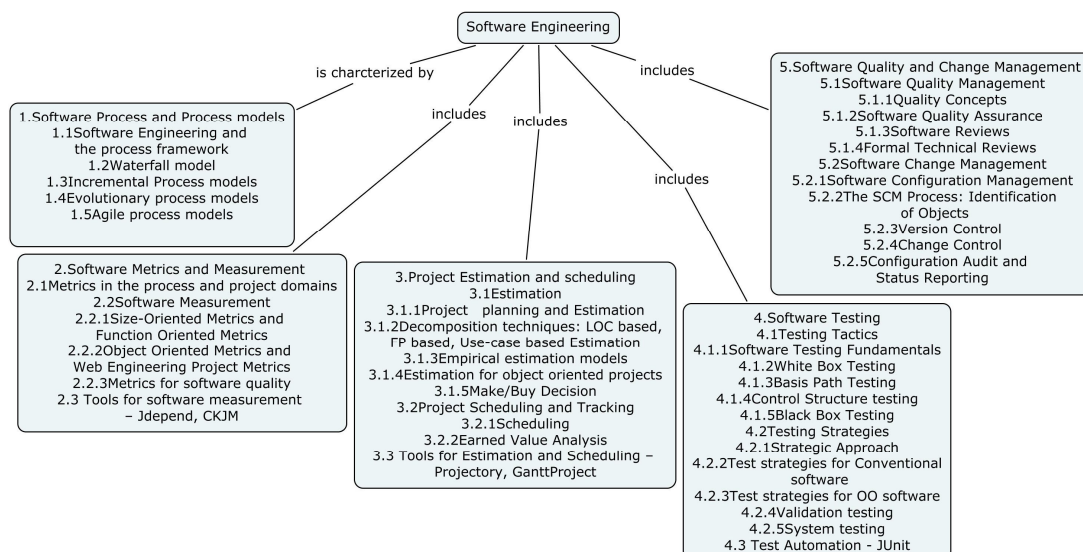 Software Engineering
is charcterized by
includes
includes
includes
includes
1.Software Process and Process models
1.1Software Engineering and
the process framework
1.2Waterfall model
1.3Incremental Process models
1.4Evolutionary process models
1.5Agile process models
2.Software Metrics and Measurement
2.1Metrics in the process and project domains
2.2Software Measurement
2.2.1Size-Oriented Metrics and
Function Oriented Metrics
2.2.2Object Oriented Metrics and
Web Engineering Project Metrics
2.2.3Metrics for software quality
2.3 Tools for software measurement
– Jdepend, CKJM
3.Project Estimation and scheduling
3.1Estimation
3.1.1Project planning and Estimation
3.1.2Decomposition techniques: LOC based,
FP based, Use-case based Estimation
3.1.3Empirical estimation models
3.1.4Estimation for object oriented projects
3.1.5Make/Buy Decision
3.2Project Scheduling and Tracking
3.2.1Scheduling
3.2.2Earned Value Analysis
3.3 Tools for Estimation and Scheduling –
Projectory, GanttProject
4.Software Testing
4.1Testing Tactics
4.1.1Software Testing Fundamentals
4.1.2White Box Testing
4.1.3Basis Path Testing
4.1.4Control Structure testing
4.1.5Black Box Testing
4.2Testing Strategies
4.2.1Strategic Approach
4.2.2Test strategies for Conventional
software
4.2.3Test strategies for OO software
4.2.4Validation testing
4.2.5System testing
4.3 Test Automation - JUnit
5.Software Quality and Change Management
5.1Software Quality Management
5.1.1Quality Concepts
5.1.2Software Quality Assurance
5.1.3Software Reviews
5.1.4Formal Technical Reviews
5.2Software Change Management
5.2.1Software Configuration Management
5.2.2The SCM Process: Identification
of Objects
5.2.3Version Control
5.2.4Change Control
5.2.5Configuration Audit and
Status Reporting